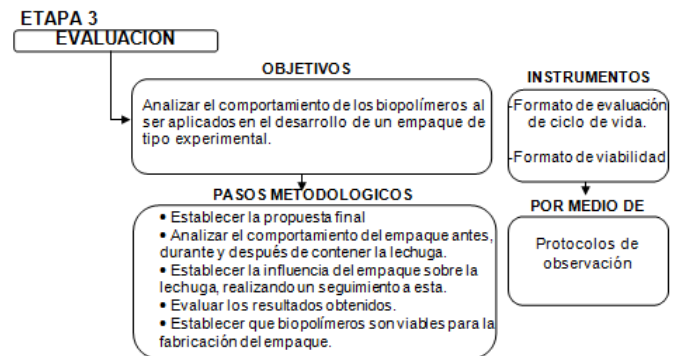 ETAPA 3
EVALUACION
OBJETIVOS
Analizar el comportamiento de los biopolímeros al
ser aplicados en el desarrollo de un empaque de
tipo experimental.
INSTRUMENTOS
-Formato de evaluación
de ciclo de vida.
-Formato de viabilidad
PASOS METODOLOGICOS
• Establecer la propuesta final
• Analizar el comportamiento del empaque antes,
durante y después de contener la lechuga.
• Establecer la influencia del empaque sobre la
lechuga, realizando un seguimiento a esta.
• Evaluar los resultados obtenidos.
• Establecer que biopolímeros son viables para la
fabricación del empaque.
POR MEDIO DE
Protocolos de
observación